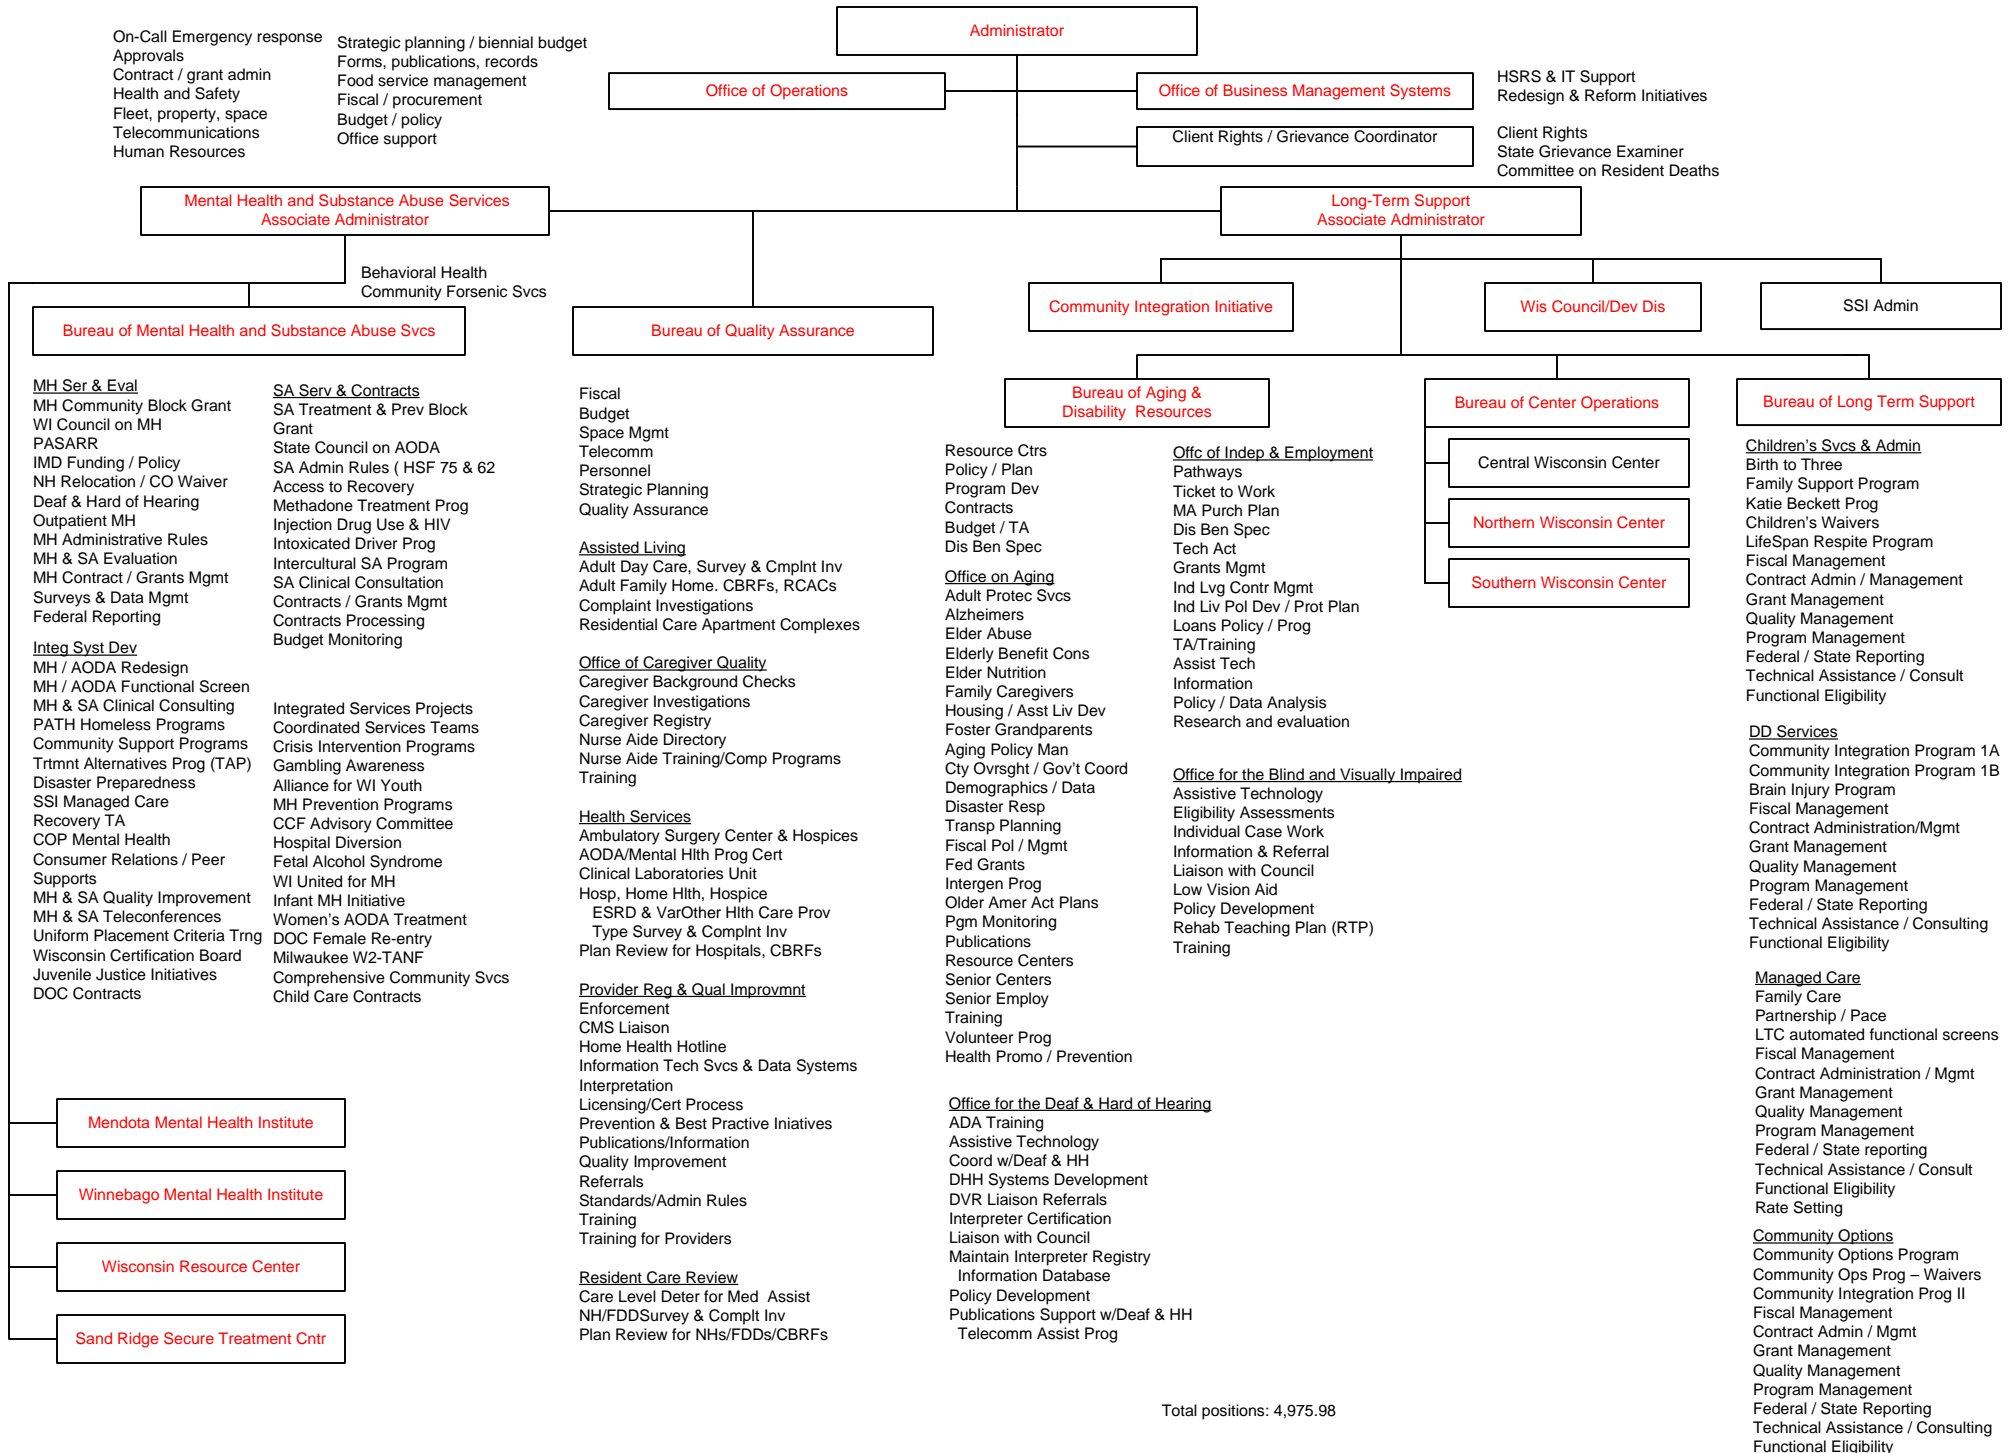 Administrator
On-Call Emergency response
Approvals
Contract / grant admin
Health and Safety
Fleet, property, space
Telecommunications
Human Resources
Strategic planning / biennial budget
Forms, publications, records
Food service management
Fiscal / procurement
Budget / policy
Office support
Office of Operations
Office of Business Management Systems
HSRS & IT Support
Redesign & Reform Initiatives
Client Rights / Grievance Coordinator
Client Rights
State Grievance Examiner
Committee on Resident Deaths
Mental Health and Substance Abuse Services
Associate Administrator
Long-Term Support
Associate Administrator
Behavioral Health
Community Forsenic Svcs
Bureau of Mental Health and Substance Abuse Svcs
Bureau of Quality Assurance
Community Integration Initiative
Wis Council/Dev Dis
SSI Admin
Bureau of Aging &
Disability  Resources
Bureau of Center Operations
Bureau of Long Term Support
Central Wisconsin Center
Northern Wisconsin Center
Southern Wisconsin Center
MH Ser & Eval
MH Community Block Grant
WI Council on MH
PASARR
IMD Funding / Policy
NH Relocation / CO Waiver
Deaf & Hard of Hearing
Outpatient MH
MH Administrative Rules
MH & SA Evaluation
MH Contract / Grants Mgmt
Surveys & Data Mgmt
Federal Reporting
Integ Syst Dev
MH / AODA Redesign
MH / AODA Functional Screen
MH & SA Clinical Consulting
PATH Homeless Programs
Community Support Programs
Trtmnt Alternatives Prog (TAP)
Disaster Preparedness
SSI Managed Care
Recovery TA
COP Mental Health
Consumer Relations / Peer
Supports
MH & SA Quality Improvement
MH & SA Teleconferences
Uniform Placement Criteria Trng
Wisconsin Certification Board
Juvenile Justice Initiatives
DOC Contracts
SA Serv & Contracts
SA Treatment & Prev Block
Grant
State Council on AODA
SA Admin Rules ( HSF 75 & 62
Access to Recovery
Methadone Treatment Prog
Injection Drug Use & HIV
Intoxicated Driver Prog
Intercultural SA Program
SA Clinical Consultation
Contracts / Grants Mgmt
Contracts Processing
Budget Monitoring
Integrated Services Projects
Coordinated Services Teams
Crisis Intervention Programs
Gambling Awareness
Alliance for WI Youth
MH Prevention Programs
CCF Advisory Committee
Hospital Diversion
Fetal Alcohol Syndrome
WI United for MH
Infant MH Initiative
Women's AODA Treatment
DOC Female Re-entry
Milwaukee W2-TANF
Comprehensive Community Svcs
Child Care Contracts
Mendota Mental Health Institute
Winnebago Mental Health Institute
Wisconsin Resource Center
Sand Ridge Secure Treatment Cntr
Fiscal
Budget
Space Mgmt
Telecomm
Personnel
Strategic Planning
Quality Assurance
Assisted Living
Adult Day Care, Survey & Cmplnt Inv
Adult Family Home. CBRFs, RCACs
Complaint Investigations
Residential Care Apartment Complexes
Office of Caregiver Quality
Caregiver Background Checks
Caregiver Investigations
Caregiver Registry
Nurse Aide Directory
Nurse Aide Training/Comp Programs
Training
Health Services
Ambulatory Surgery Center & Hospices
AODA/Mental Hlth Prog Cert
Clinical Laboratories Unit
Hosp, Home Hlth, Hospice
ESRD & VarOther Hlth Care Prov
Type Survey & Complnt Inv
Plan Review for Hospitals, CBRFs
Provider Reg & Qual Improvmnt
Enforcement
CMS Liaison
Home Health Hotline
Information Tech Svcs & Data Systems
Interpretation
Licensing/Cert Process
Prevention & Best Practive Iniatives
Publications/Information
Quality Improvement
Referrals
Standards/Admin Rules
Training
Training for Providers
Resident Care Review
Care Level Deter for Med  Assist
NH/FDDSurvey & Complt Inv
Plan Review for NHs/FDDs/CBRFs
Resource Ctrs
Policy / Plan
Program Dev
Contracts
Budget / TA
Dis Ben Spec
Office on Aging
Adult Protec Svcs
Alzheimers
Elder Abuse
Elderly Benefit Cons
Elder Nutrition
Family Caregivers
Housing / Asst Liv Dev
Foster Grandparents
Aging Policy Man
Cty Ovrsght / Gov't Coord
Demographics / Data
Disaster Resp
Transp Planning
Fiscal Pol / Mgmt
Fed Grants
Intergen Prog
Older Amer Act Plans
Pgm Monitoring
Publications
Resource Centers
Senior Centers
Senior Employ
Training
Volunteer Prog
Health Promo / Prevention
Office for the Deaf & Hard of Hearing
ADA Training
Assistive Technology
Coord w/Deaf & HH
DHH Systems Development
DVR Liaison Referrals
Interpreter Certification
Liaison with Council
Maintain Interpreter Registry
Information Database
Policy Development
Publications Support w/Deaf & HH
Telecomm Assist Prog
Offc of Indep & Employment
Pathways
Ticket to Work
MA Purch Plan
Dis Ben Spec
Tech Act
Grants Mgmt
Ind Lvg Contr Mgmt
Ind Liv Pol Dev / Prot Plan
Loans Policy / Prog
TA/Training
Assist Tech
Information
Policy / Data Analysis
Research and evaluation
Office for the Blind and Visually Impaired
Assistive Technology
Eligibility Assessments
Individual Case Work
Information & Referral
Liaison with Council
Low Vision Aid
Policy Development
Rehab Teaching Plan (RTP)
Training
Children's Svcs & Admin
Birth to Three
Family Support Program
Katie Beckett Prog
Children's Waivers
LifeSpan Respite Program
Fiscal Management
Contract Admin / Management
Grant Management
Quality Management
Program Management
Federal / State Reporting
Technical Assistance / Consult
Functional Eligibility
DD Services
Community Integration Program 1A
Community Integration Program 1B
Brain Injury Program
Fiscal Management
Contract Administration/Mgmt
Grant Management
Quality Management
Program Management
Federal / State Reporting
Technical Assistance / Consulting
Functional Eligibility
Managed Care
Family Care
Partnership / Pace
LTC automated functional screens
Fiscal Management
Contract Administration / Mgmt
Grant Management
Quality Management
Program Management
Federal / State reporting
Technical Assistance / Consult
Functional Eligibility
Rate Setting
Community Options
Community Options Program
Community Ops Prog – Waivers
Community Integration Prog II
Fiscal Management
Contract Admin / Mgmt
Grant Management
Quality Management
Program Management
Federal / State Reporting
Technical Assistance / Consulting
Functional Eligibility
Total positions: 4,975.98